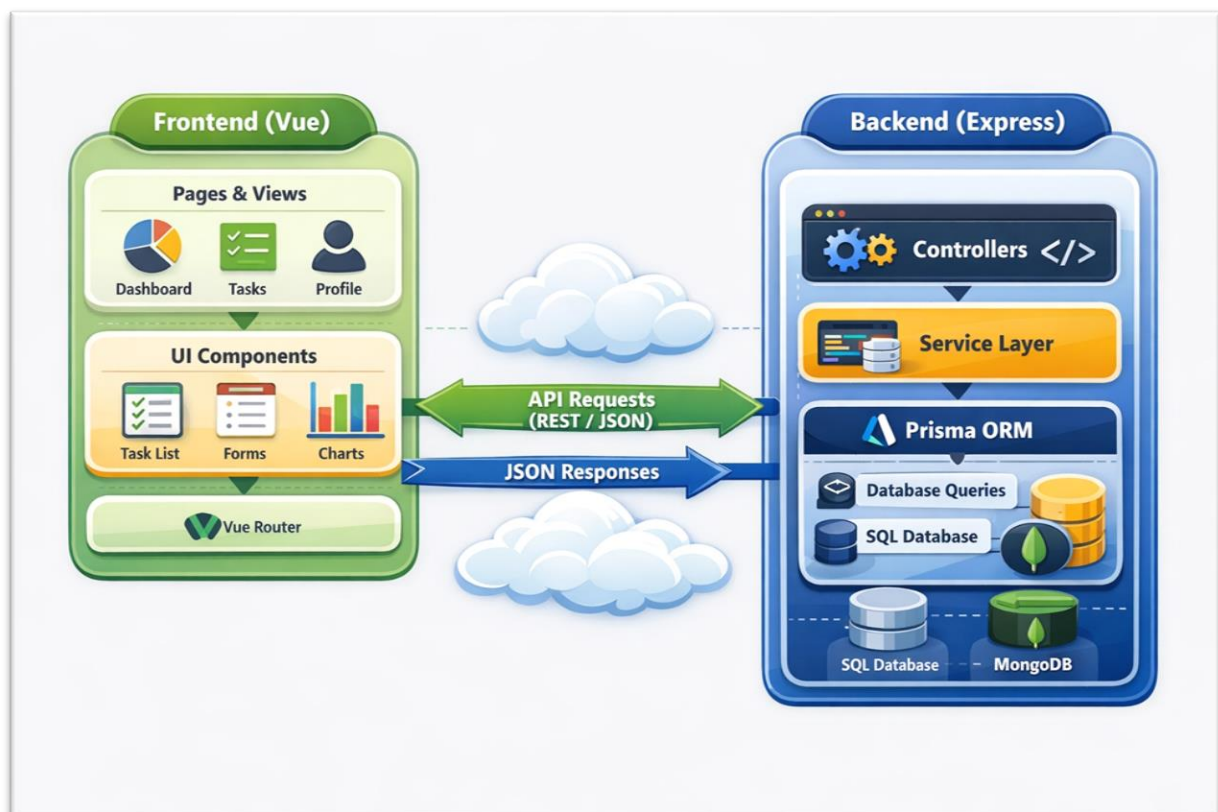 Frontend (Vue)
Pages & Views
Dashboard
Tasks
Profile
UI Components
Task List
Forms
Charts
Vue Router
API Requests
(REST / JSON)
JSON Responses
Backend (Express)
Controllers </>
Service Layer
Prisma ORM
Database Queries
SQL Database
SQL Database
MongoDB